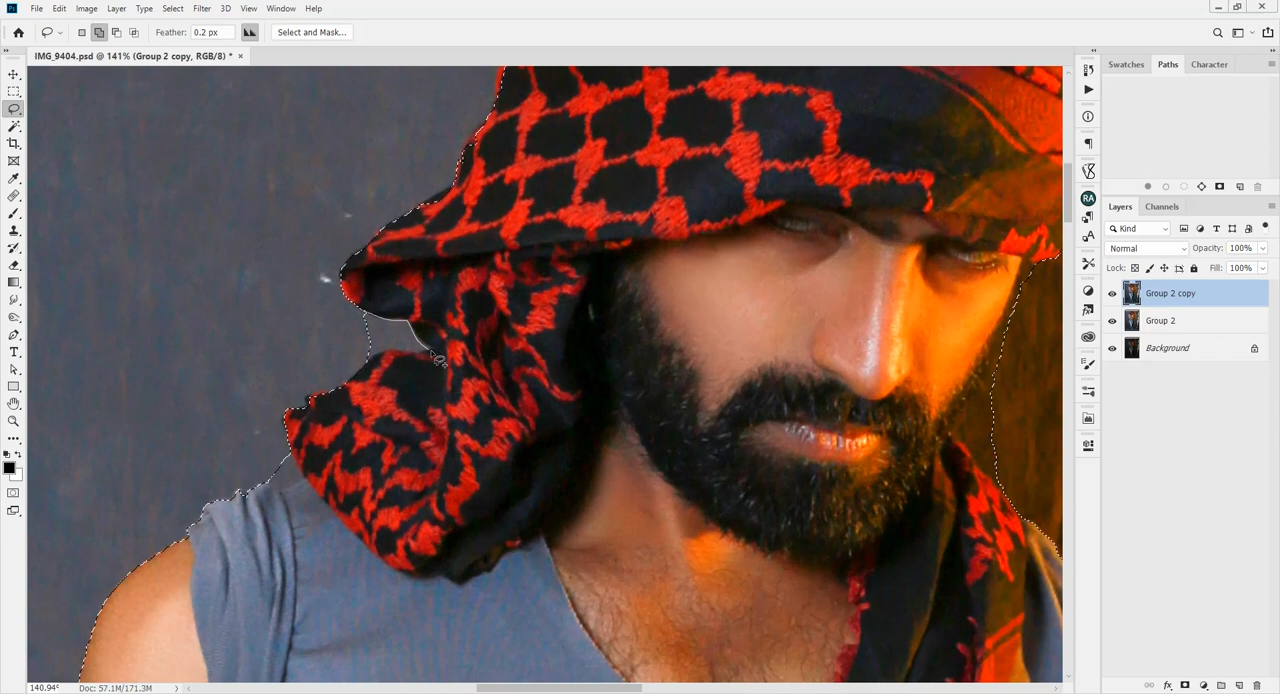 Ps File Edit Image Layer Type Select Filter 3D View Window Help
Feather: 0.2 px Select and Mask...
IMG_9404.psd @ 141% (Group 2 copy, RGB/8) * ×
Swatches Paths Character
RA
Layers Channels
Kind
Normal Opacity: 100%
Lock: Fill: 100%
Group 2 copy
Group 2
Background
140.94% Doc: 57.1M/171.3M